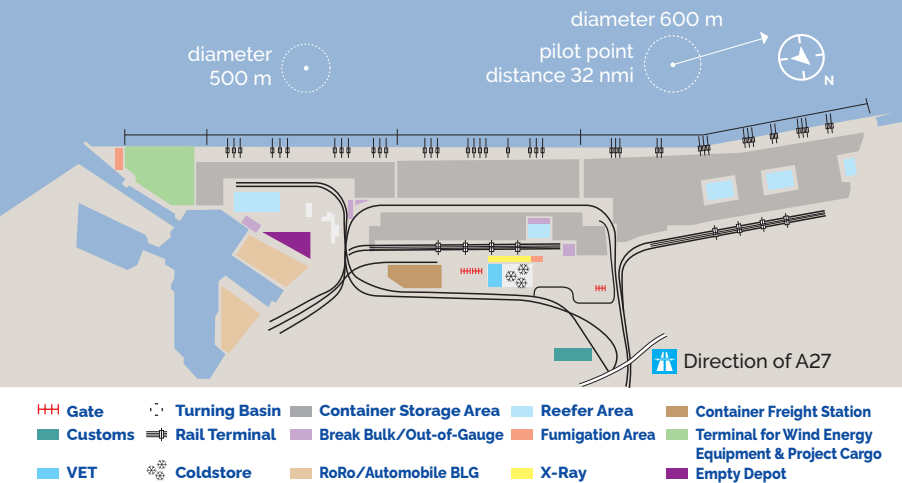 diameter 600 m
diameter
500 m
pilot point
distance 32 nmi
N
Direction of A27
Gate
Turning Basin
Container Storage Area
Reefer Area
Container Freight Station
Customs
Rail Terminal
Break Bulk/Out-of-Gauge
Fumigation Area
Terminal for Wind Energy
Equipment & Project Cargo
VET
Coldstore
RoRo/Automobile BLG
X-Ray
Empty Depot